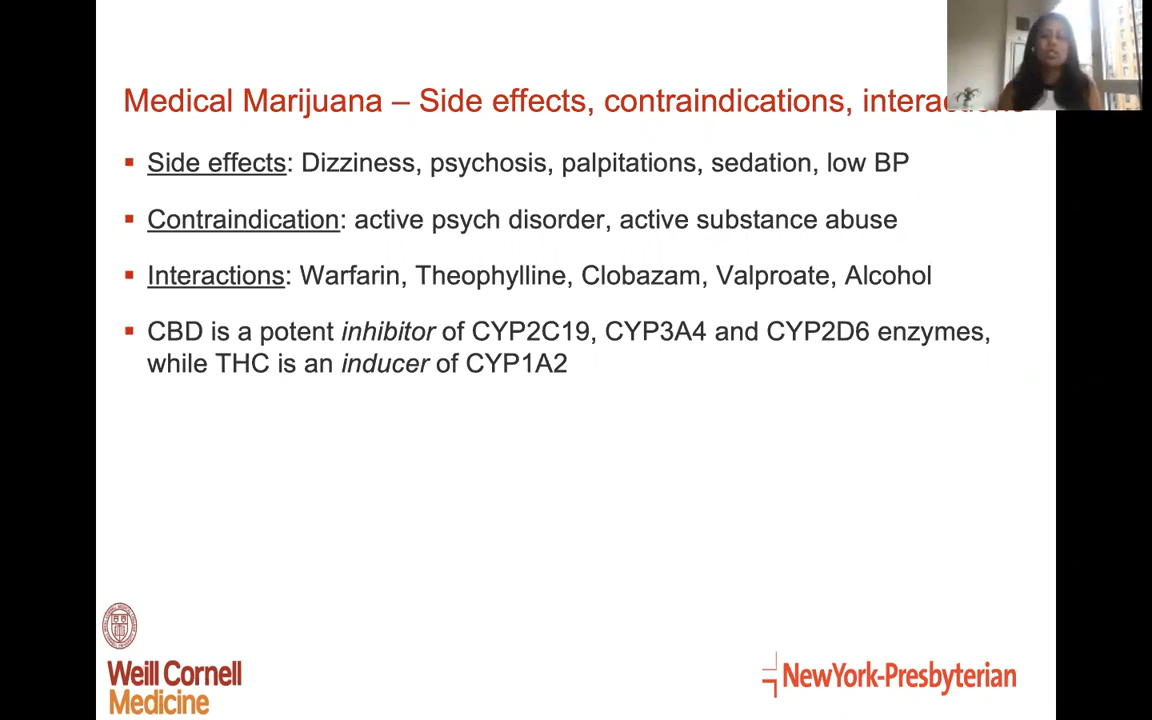 Medical Marijuana – Side effects, contraindications,
▪ Side effects: Dizziness, psychosis, palpitations, sedation, low BP
▪ Contraindication: active psych disorder, active substance abuse
▪ Interactions: Warfarin, Theophylline, Clobazam, Valproate, Alcohol
▪ CBD is a potent inhibitor of CYP2C19, CYP3A4 and CYP2D6 enzymes,
while THC is an inducer of CYP1A2
Weill Cornell
Medicine
NewYork-Presbyterian